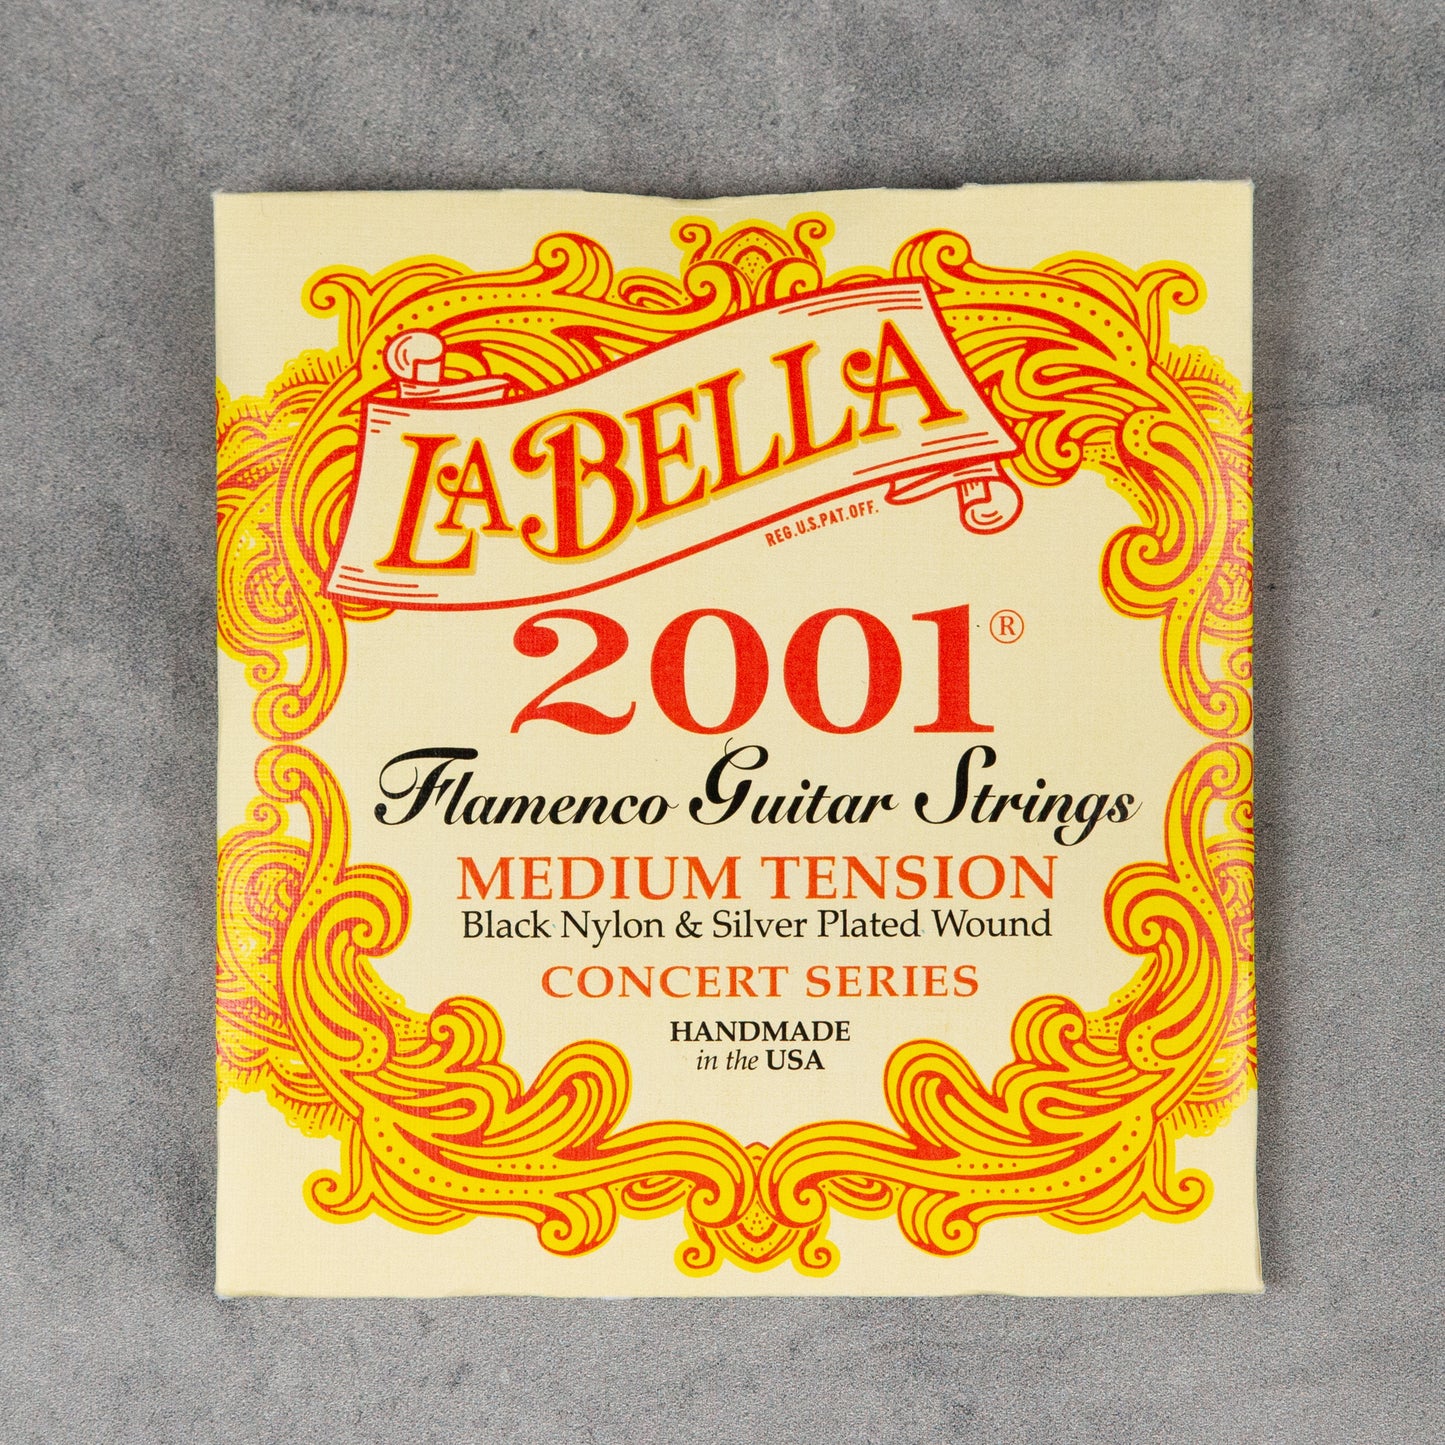 LA BELLA
REG.U.S.PAT.OFF.
2001®
Flamenco Guitar Strings
MEDIUM TENSION
Black Nylon & Silver Plated Wound
CONCERT SERIES
HANDMADE
in the USA